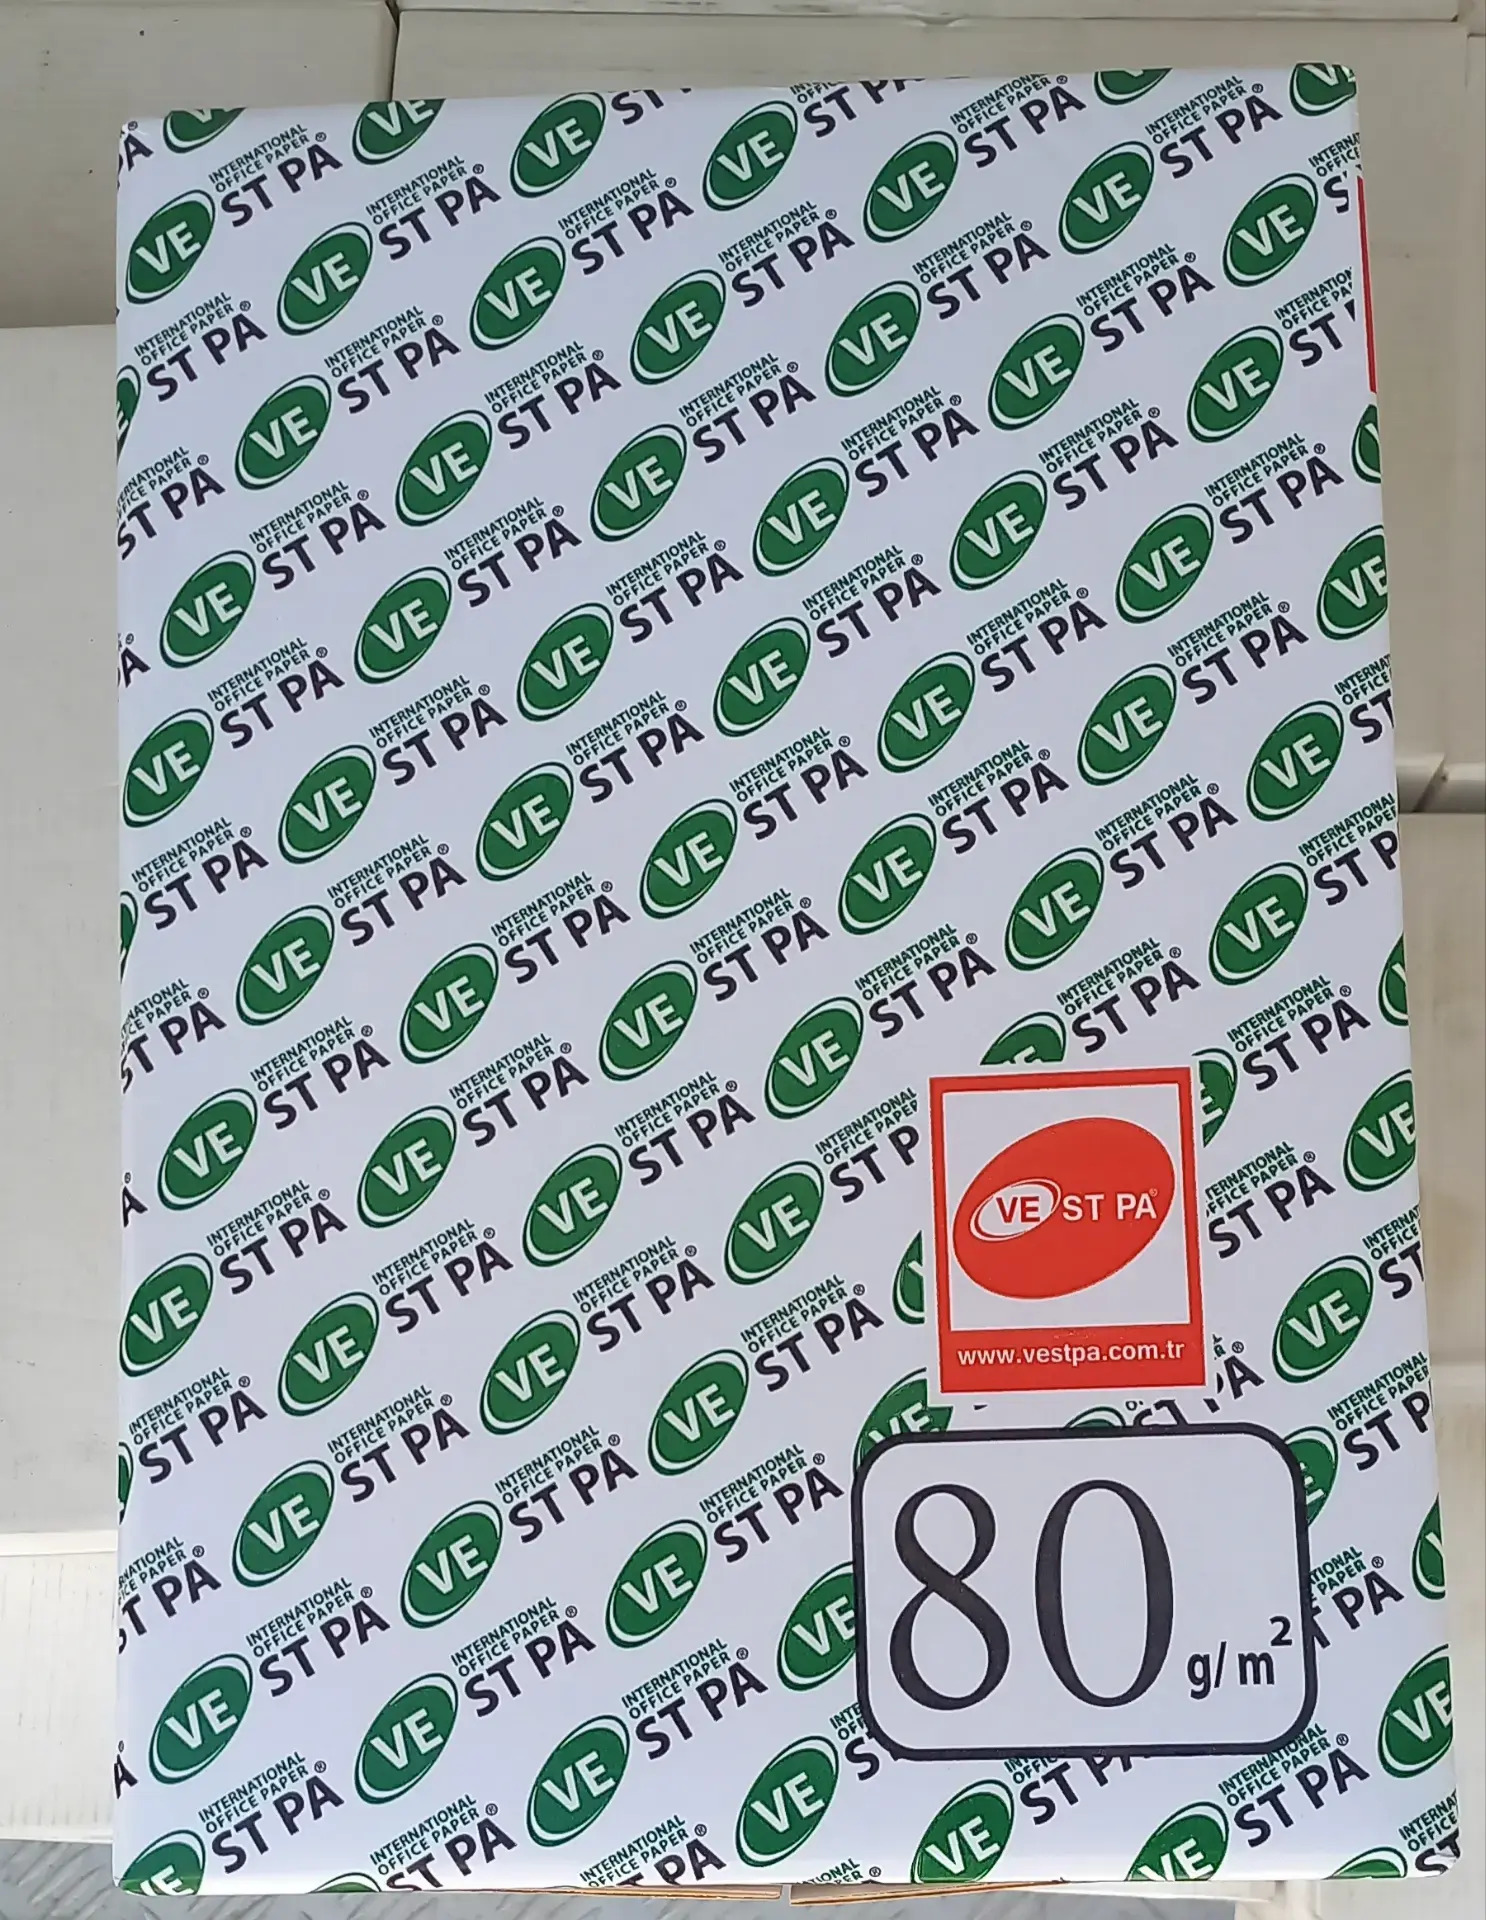 INTERNATIONAL
OFFICE PAPER ®
VE ST PA
VE ST PA®
www.vestpa.com.tr
80 g/m²